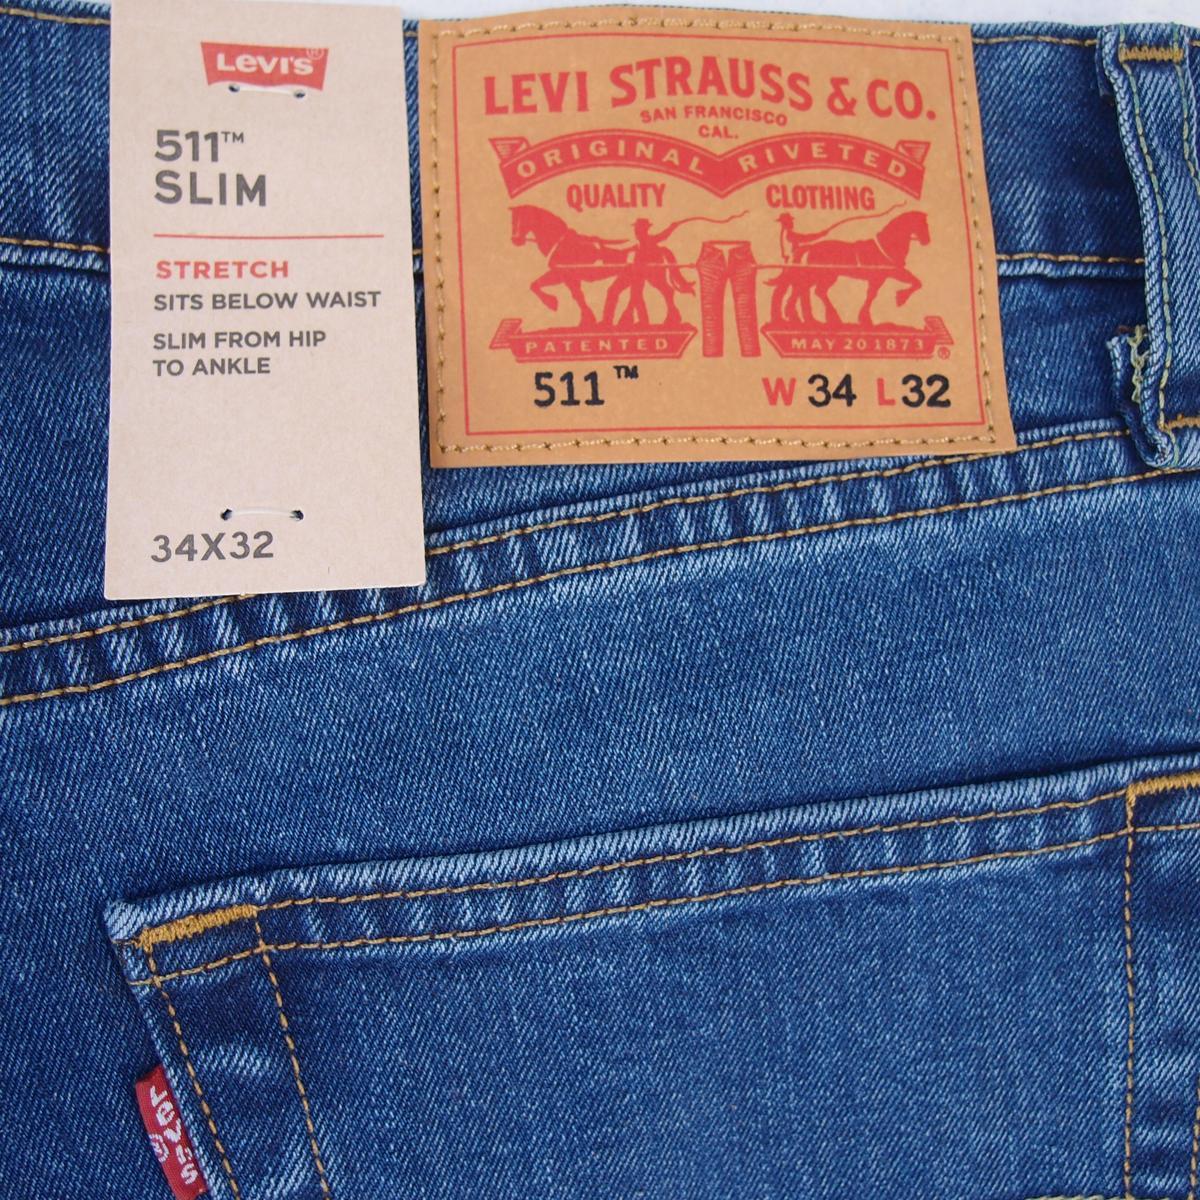 LEVI'S®
511™
SLIM
STRETCH
SITS BELOW WAIST
SLIM FROM HIP
TO ANKLE
34X32
LEVI STRAUSS & CO.
SAN FRANCISCO
CAL.
ORIGINAL RIVETED
QUALITY CLOTHING
PATENTED MAY 20 1873 ®
511™ W 34 L 32
Levi's ®